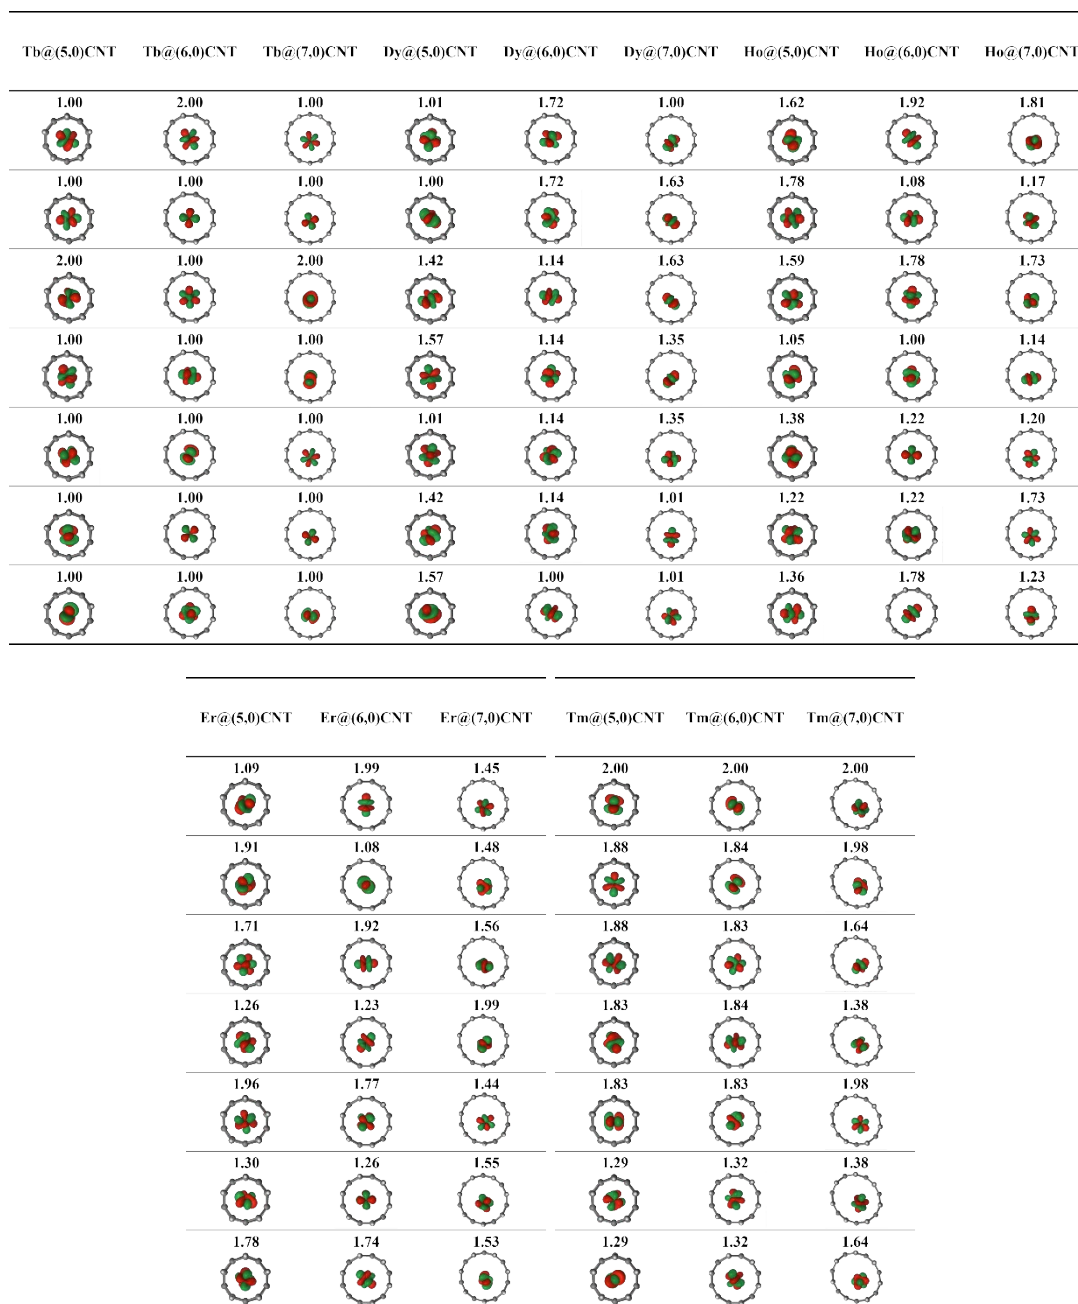 Tb@(5,0)CNT Tb@(6,0)CNT Tb@(7,0)CNT Dy@(5,0)CNT Dy@(6,0)CNT Dy@(7,0)CNT Ho@(5,0)CNT Ho@(6,0)CNT Ho@(7,0)CNT
1.00 2.00 1.00 1.01 1.72 1.00 1.62 1.92 1.81
1.00 1.00 1.00 1.00 1.72 1.63 1.78 1.08 1.17
2.00 1.00 2.00 1.42 1.14 1.63 1.59 1.78 1.73
1.00 1.00 1.00 1.57 1.14 1.35 1.05 1.00 1.14
1.00 1.00 1.00 1.01 1.14 1.35 1.38 1.22 1.20
1.00 1.00 1.00 1.42 1.14 1.01 1.22 1.22 1.73
1.00 1.00 1.00 1.57 1.00 1.01 1.36 1.78 1.23
Er@(5,0)CNT Er@(6,0)CNT Er@(7,0)CNT Tm@(5,0)CNT Tm@(6,0)CNT Tm@(7,0)CNT
1.09 1.99 1.45 2.00 2.00 2.00
1.91 1.08 1.48 1.88 1.84 1.98
1.71 1.92 1.56 1.88 1.83 1.64
1.26 1.23 1.99 1.83 1.84 1.38
1.96 1.77 1.44 1.83 1.83 1.98
1.30 1.26 1.55 1.29 1.32 1.38
1.78 1.74 1.53 1.29 1.32 1.64